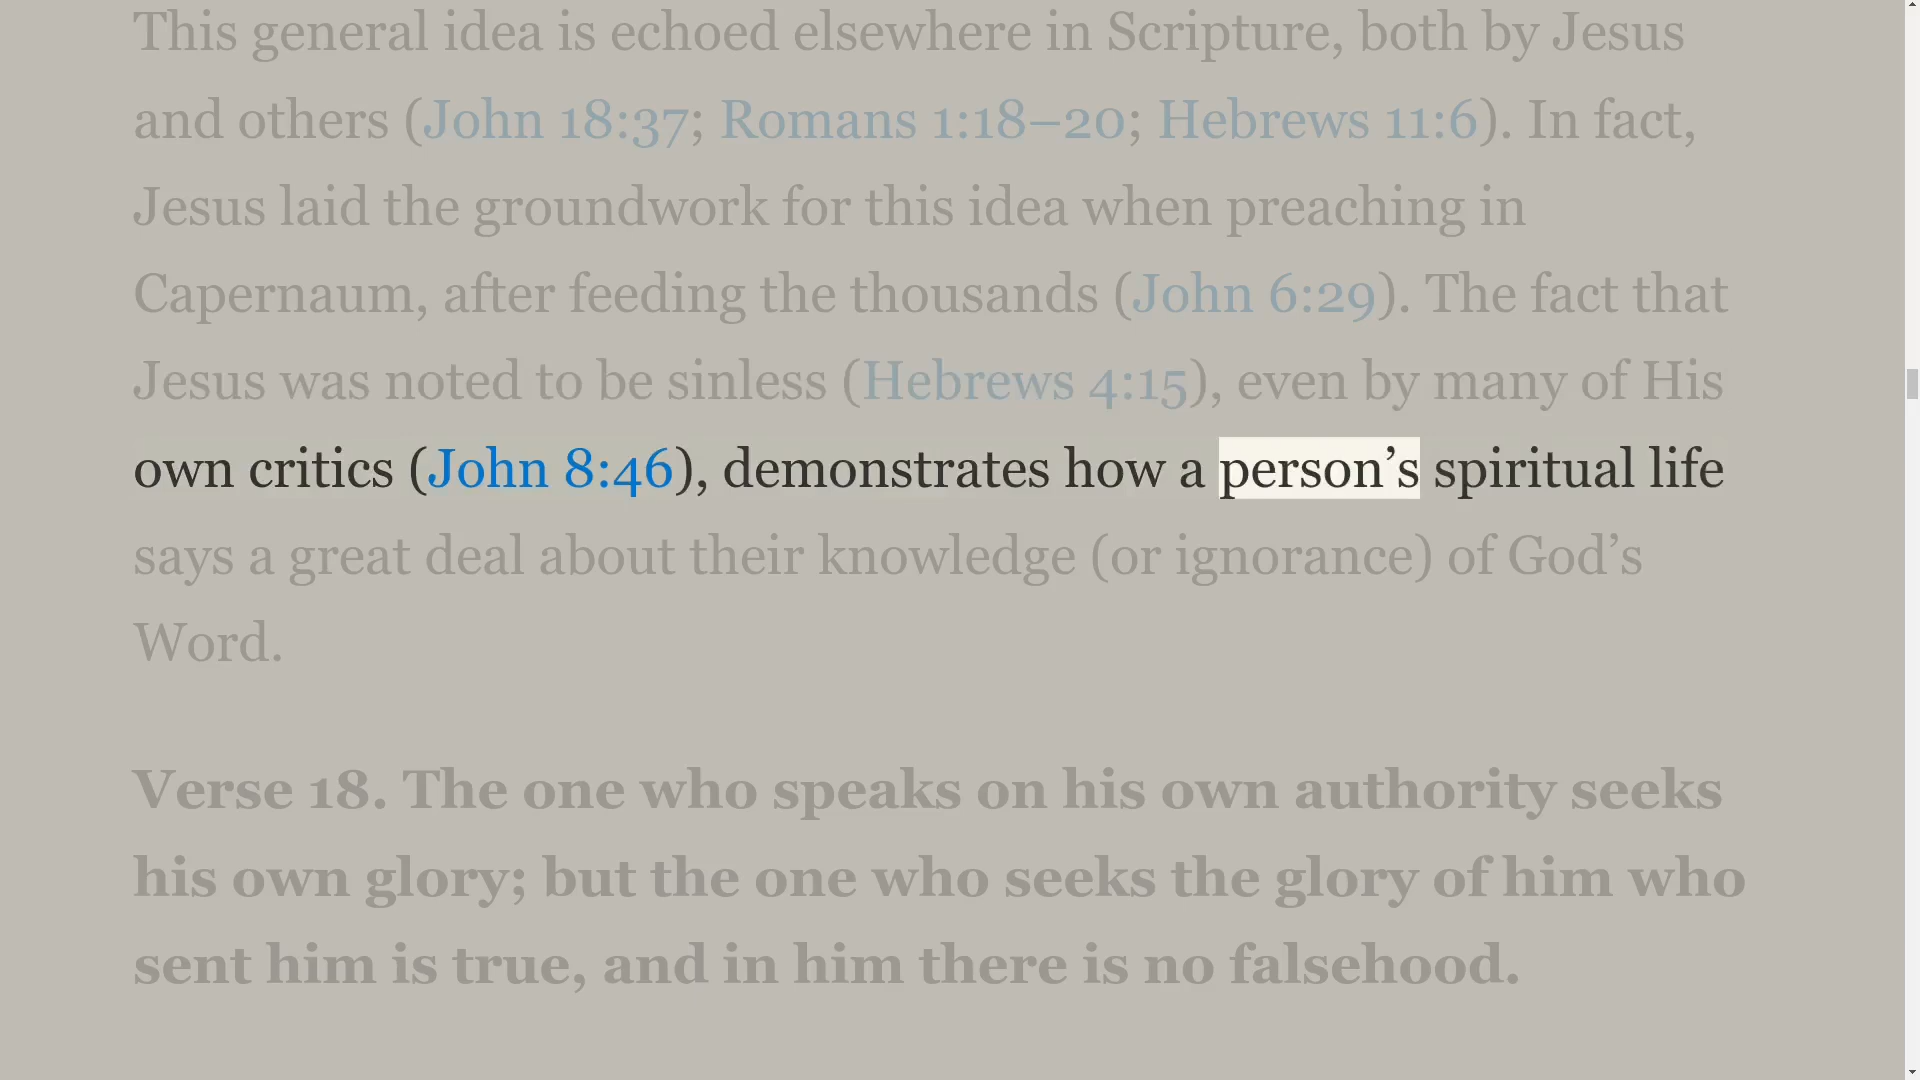 This general idea is echoed elsewhere in Scripture, both by Jesus
and others (John 18:37; Romans 1:18–20; Hebrews 11:6). In fact,
Jesus laid the groundwork for this idea when preaching in
Capernaum, after feeding the thousands (John 6:29). The fact that
Jesus was noted to be sinless (Hebrews 4:15), even by many of His
own critics (John 8:46), demonstrates how a person’s spiritual life
says a great deal about their knowledge (or ignorance) of God’s
Word.
Verse 18. The one who speaks on his own authority seeks
his own glory; but the one who seeks the glory of him who
sent him is true, and in him there is no falsehood.